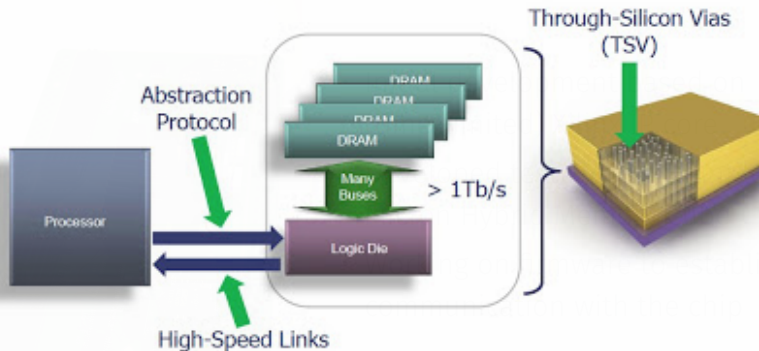 Through-Silicon Vias
(TSV)
Abstraction
Protocol
DRAM
DRAM
DRAM
DRAM
Many
Buses
> 1Tb/s
Processor
Logic Die
High-Speed Links